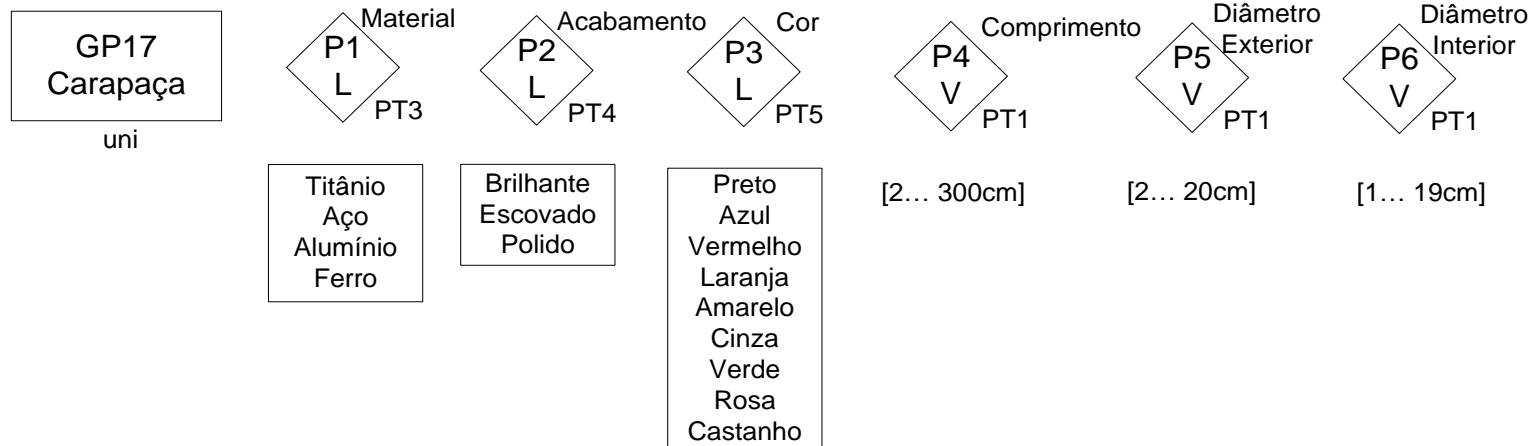 GP17
Carapaça
uni
Material
P1
L
PT3
Titânio
Aço
Alumínio
Ferro
Acabamento
P2
L
PT4
Brilhante
Escovado
Polido
Cor
P3
L
PT5
Preto
Azul
Vermelho
Laranja
Amarelo
Cinza
Verde
Rosa
Castanho
Comprimento
P4
V
PT1
[2… 300cm]
Diâmetro
Exterior
P5
V
PT1
[2… 20cm]
Diâmetro
Interior
P6
V
PT1
[1… 19cm]